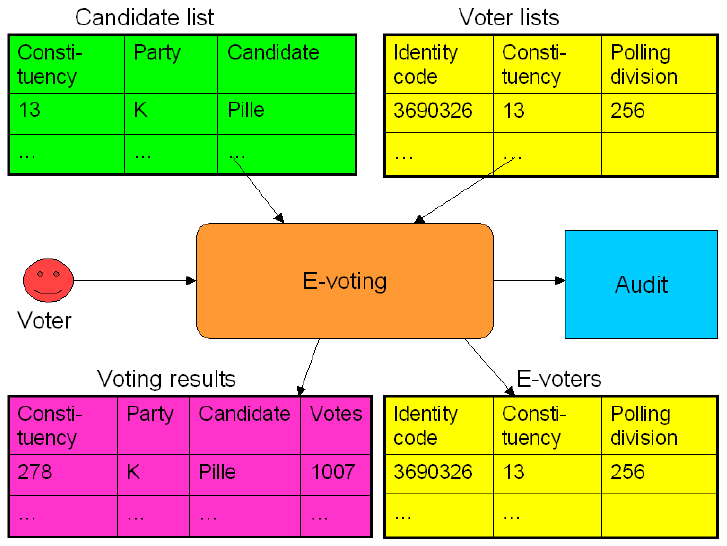 Candidate list
Consti-
tuency Party Candidate
13 K Pille
... ... ...
Voter lists
Identity
code Consti-
tuency Polling
division
3690326 13 256
... ...
Voter
E-voting
Audit
Voting results
Consti-
tuency Party Candidate Votes
278 K Pille 1007
... ... ... ...
E-voters
Identity
code Consti-
tuency Polling
division
3690326 13 256
... ...